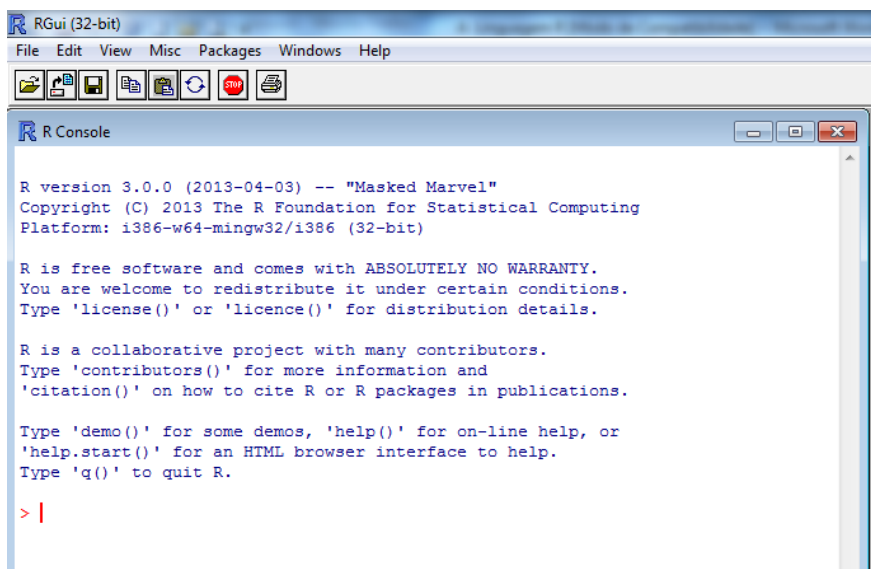 RGui (32-bit)
File Edit View Misc Packages Windows Help
STOP
R Console
R version 3.0.0 (2013-04-03) -- "Masked Marvel"
Copyright (C) 2013 The R Foundation for Statistical Computing
Platform: i386-w64-mingw32/i386 (32-bit)
R is free software and comes with ABSOLUTELY NO WARRANTY.
You are welcome to redistribute it under certain conditions.
Type 'license()' or 'licence()' for distribution details.
R is a collaborative project with many contributors.
Type 'contributors()' for more information and
'citation()' on how to cite R or R packages in publications.
Type 'demo()' for some demos, 'help()' for on-line help, or
'help.start()' for an HTML browser interface to help.
Type 'q()' to quit R.
>